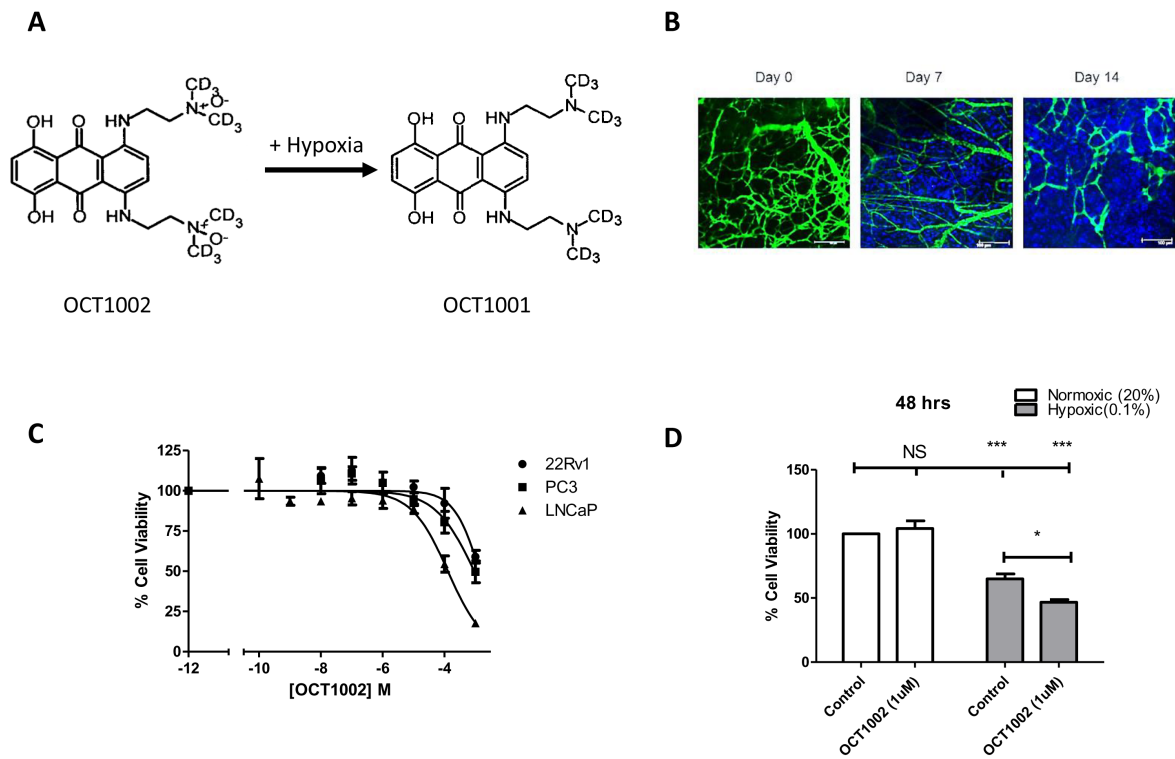 A
B
CD3
N+
O-
CD3
OH
O
HN
OH
O
HN
CD3
N+
O-
CD3
OCT1002
+ Hypoxia
CD3
N
CD3
OH
O
HN
OH
O
HN
CD3
N
CD3
OCT1001
Day 0
Day 7
Day 14
C
125
100
75
50
25
0
-12
-10
-8
-6
-4
% Cell Viability
[OCT1002] M
22Rv1
PC3
LNCaP
D
48 hrs
Normoxic (20%)
Hypoxic(0.1%)
NS
***
***
*
150
100
50
0
% Cell Viability
Control
OCT1002 (1uM)
Control
OCT1002 (1uM)